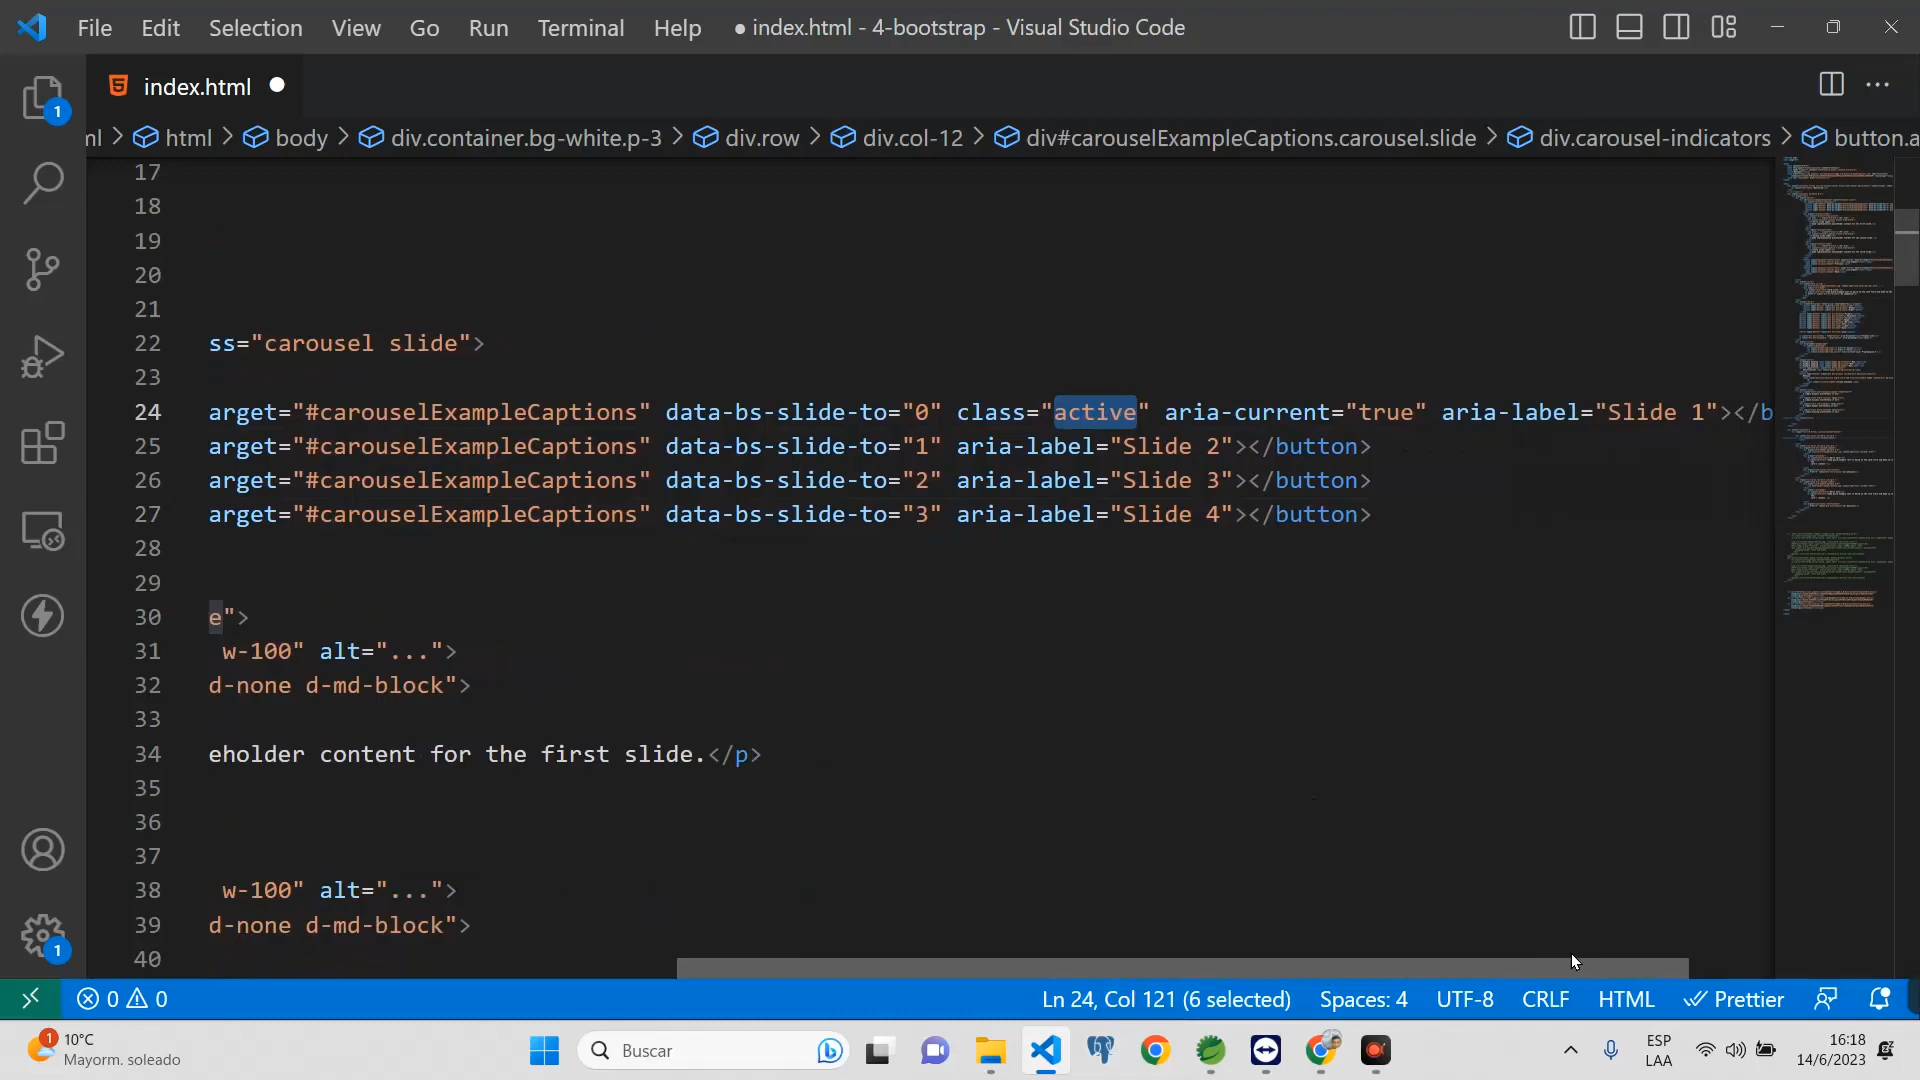 File Edit Selection View Go Run Terminal Help ● index.html - 4-bootstrap - Visual Studio Code
index.html
ml > html > body > div.container.bg-white.p-3 > div.row > div.col-12 > div#carouselExampleCaptions.carousel.slide > div.carousel-indicators > button.a
17
18
19
20
21
22 ss="carousel slide">
23
24 arget="#carouselExampleCaptions" data-bs-slide-to="0" class="active" aria-current="true" aria-label="Slide 1"></b
25 arget="#carouselExampleCaptions" data-bs-slide-to="1" aria-label="Slide 2"></button>
26 arget="#carouselExampleCaptions" data-bs-slide-to="2" aria-label="Slide 3"></button>
27 arget="#carouselExampleCaptions" data-bs-slide-to="3" aria-label="Slide 4"></button>
28
29
30 e">
31 w-100" alt="...">
32 d-none d-md-block">
33
34 eholder content for the first slide.</p>
35
36
37
38 w-100" alt="...">
39 d-none d-md-block">
40
1
1
0 0 Ln 24, Col 121 (6 selected) Spaces: 4 UTF-8 CRLF HTML Prettier
1 10°C
Mayorm. soleado
Buscar
ESP
LAA
16:18
14/6/2023